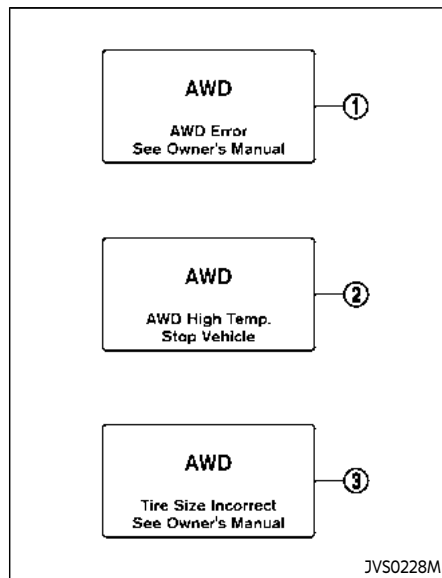 AWD
AWD Error
See Owner's Manual
1
AWD
AWD High Temp.
Stop Vehicle
2
AWD
Tire Size Incorrect
See Owner's Manual
3
JVS0228M